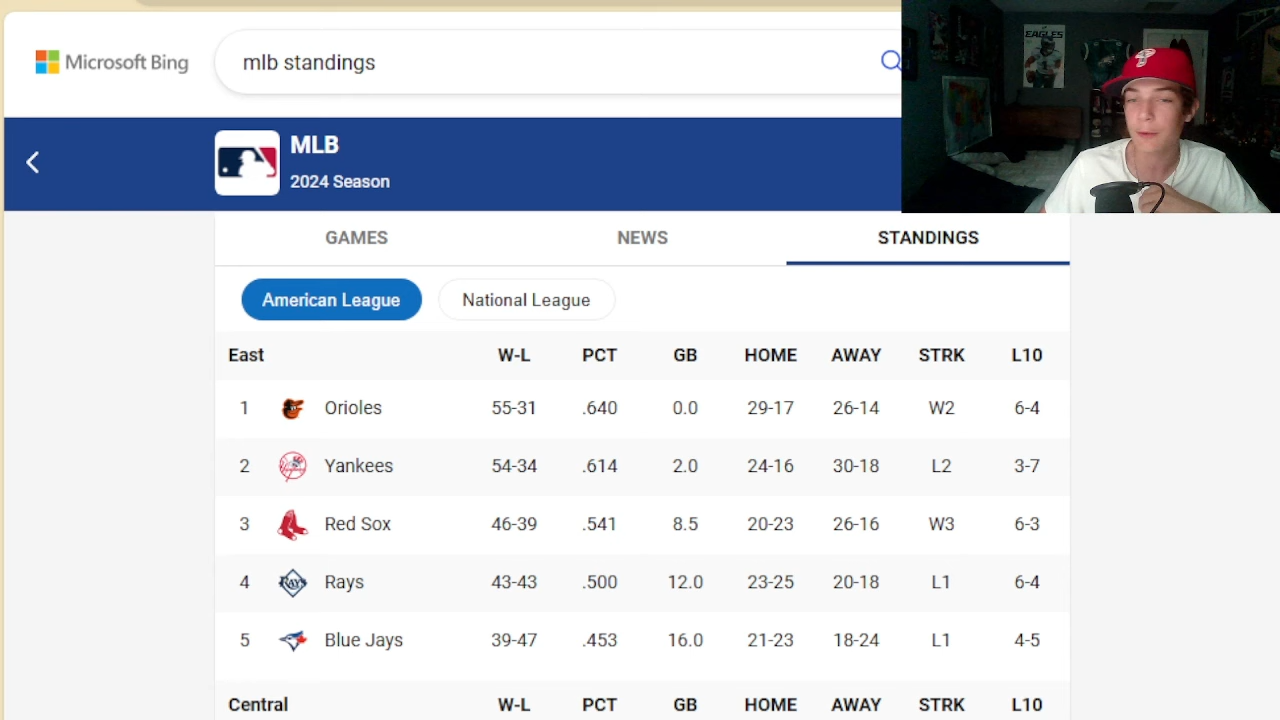 Microsoft Bing
mlb standings
EAGLES
MLB
2024 Season
GAMES NEWS STANDINGS
American League National League
East W-L PCT GB HOME AWAY STRK L10
1 Orioles 55-31 .640 0.0 29-17 26-14 W2 6-4
2 Yankees 54-34 .614 2.0 24-16 30-18 L2 3-7
3 Red Sox 46-39 .541 8.5 20-23 26-16 W3 6-3
4 RAYS Rays 43-43 .500 12.0 23-25 20-18 L1 6-4
5 Blue Jays 39-47 .453 16.0 21-23 18-24 L1 4-5
Central W-L PCT GB HOME AWAY STRK L10